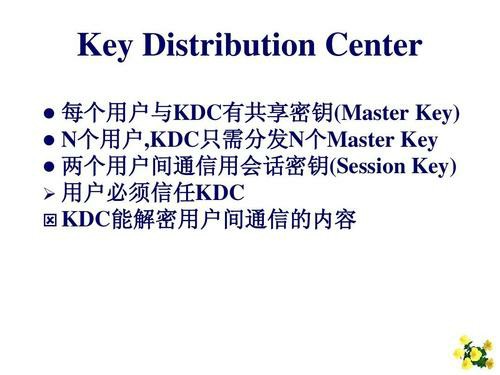 Key Distribution Center
每个用户与KDC有共享密钥(Master Key)
N个用户,KDC只需分发N个Master Key
两个用户间通信用会话密钥(Session Key)
用户必须信任KDC
KDC能解密用户间通信的内容